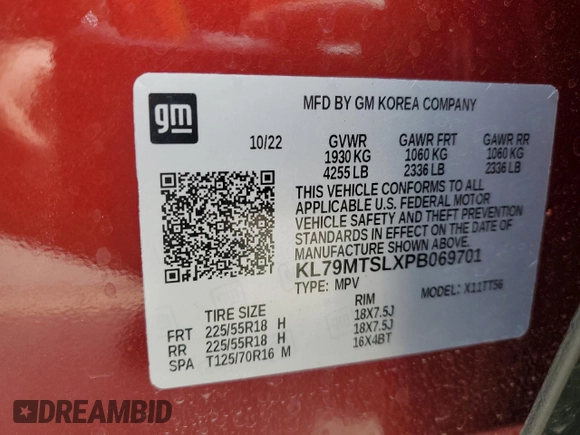 gm
MFD BY GM KOREA COMPANY
10/22 GVWR GAWR FRT GAWR RR
1930 KG 1060 KG 1060 KG
4255 LB 2336 LB 2336 LB
THIS VEHICLE CONFORMS TO ALL
APPLICABLE U.S. FEDERAL MOTOR
VEHICLE SAFETY AND THEFT PREVENTION
STANDARDS IN EFFECT ON THE DATE OF
MANUFACTURE SHOWN ABOVE.
KL79MTSLXPB069701
TYPE: MPV MODEL: X11TT56
TIRE SIZE RIM
FRT 225/55R18 H 18X7.5J
RR 225/55R18 H 18X7.5J
SPA T125/70R16 M 16X4BT
DREAMBID